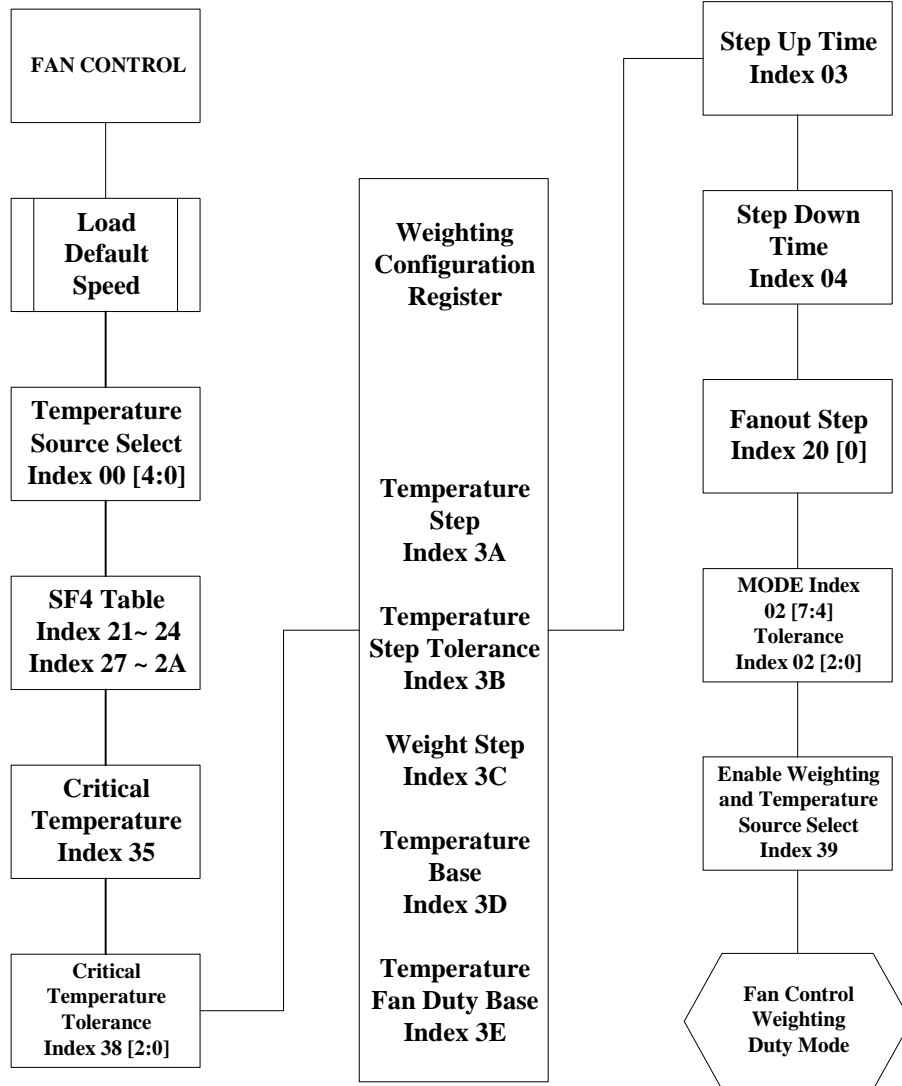 FAN CONTROL
Load
Default
Speed
Temperature
Source Select
Index 00 [4:0]
SF4 Table
Index 21~ 24
Index 27 ~ 2A
Critical
Temperature
Index 35
Critical
Temperature
Tolerance
Index 38 [2:0]
Weighting
Configuration
Register
Temperature
Step
Index 3A
Temperature
Step Tolerance
Index 3B
Weight Step
Index 3C
Temperature
Base
Index 3D
Temperature
Fan Duty Base
Index 3E
Step Up Time
Index 03
Step Down
Time
Index 04
Fanout Step
Index 20 [0]
MODE Index
02 [7:4]
Tolerance
Index 02 [2:0]
Enable Weighting
and Temperature
Source Select
Index 39
Fan Control
Weighting
Duty Mode